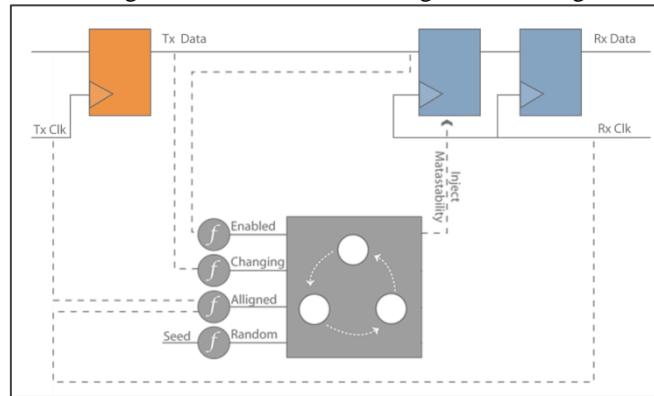 Tx Data
Rx Data
Tx Clk
Rx Clk
Inject
Matastability
f Enabled
f Changing
f Alligned
Seed f Random